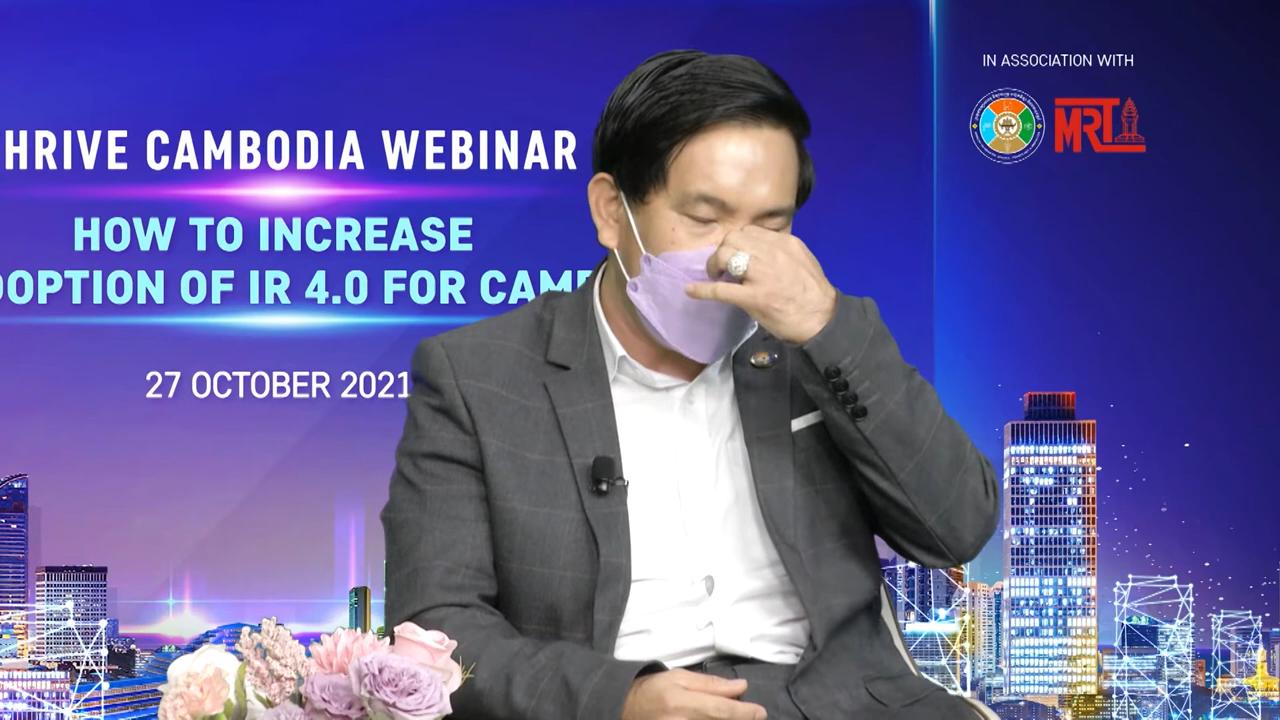 HRIVE CAMBODIA WEBINAR
HOW TO INCREASE
DOPTION OF IR 4.0 FOR CAMB
27 OCTOBER 2021
IN ASSOCIATION WITH
MRT